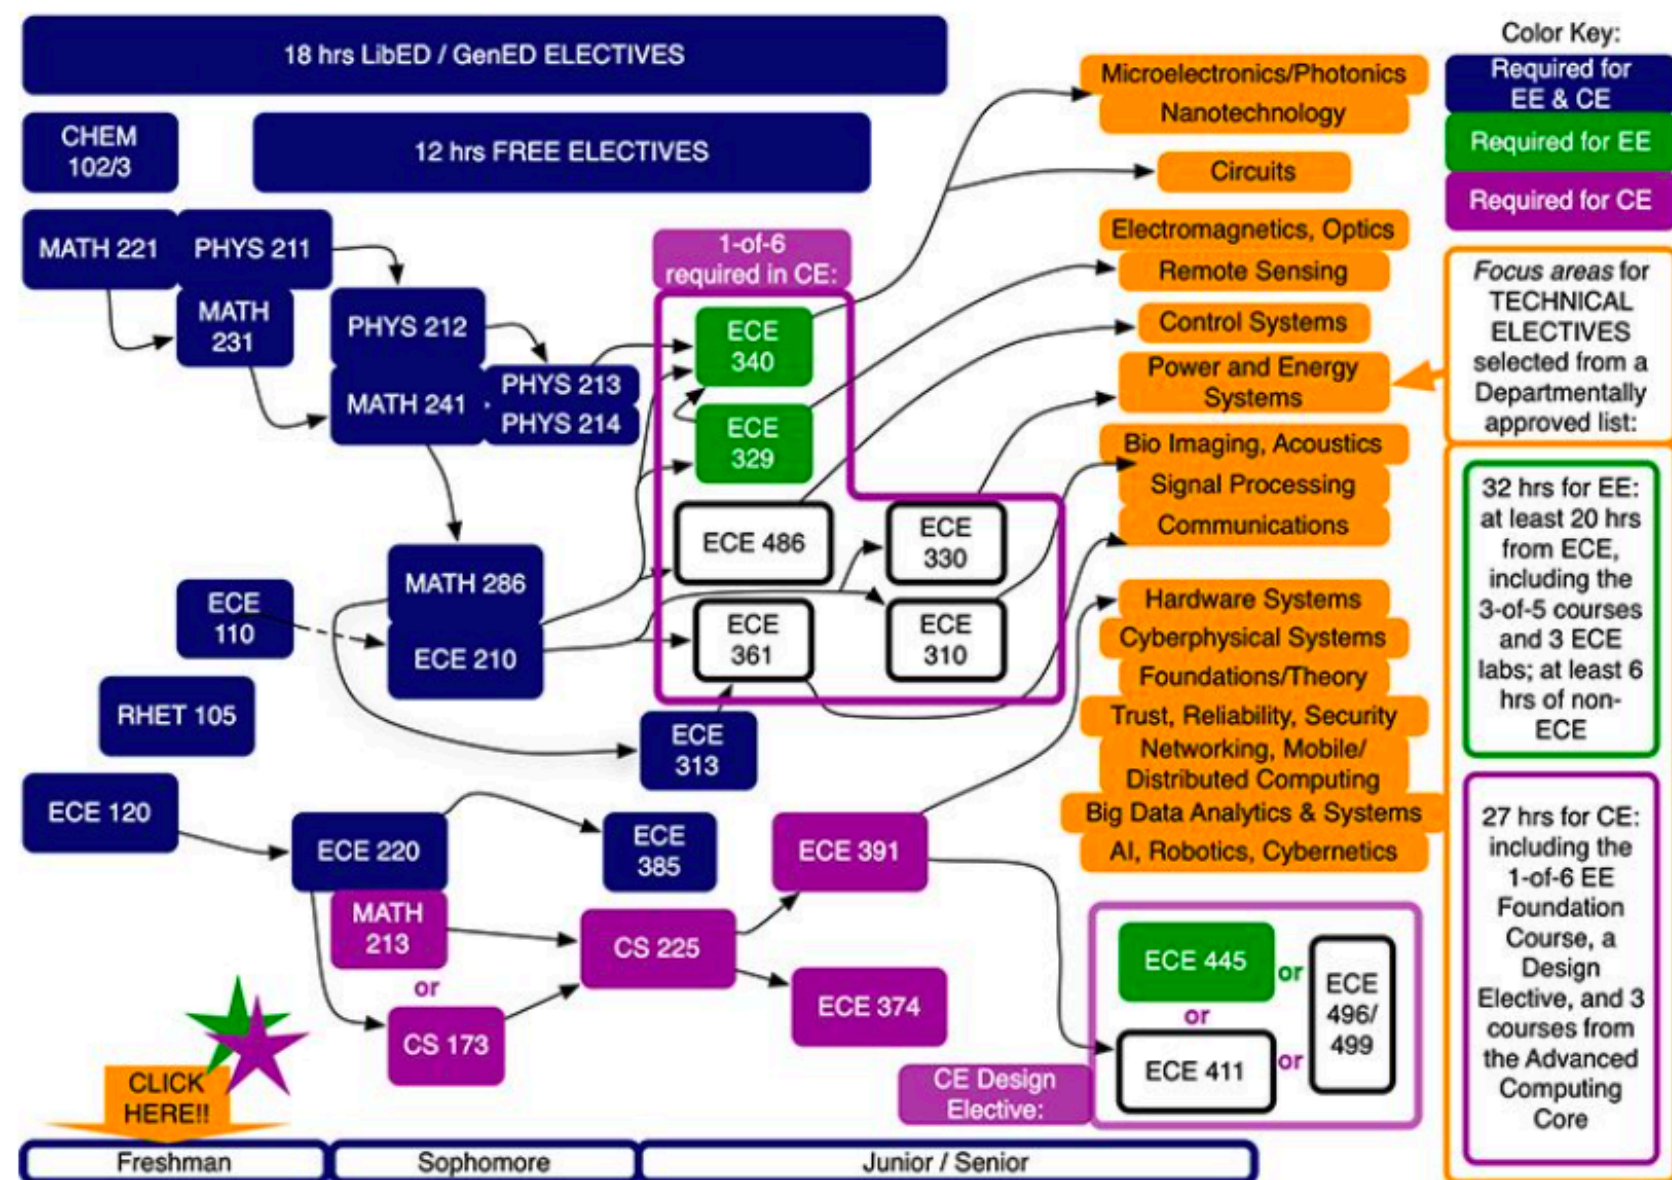 18 hrs LibED / GenED ELECTIVES
CHEM
102/3
12 hrs FREE ELECTIVES
MATH 221
PHYS 211
MATH
231
PHYS 212
MATH 241
PHYS 213
PHYS 214
MATH 286
ECE
110
ECE 210
RHET 105
ECE
313
ECE 120
ECE 220
ECE
385
MATH
213
or
CS 173
CS 225
ECE 391
ECE 374
1-of-6
required in CE:
ECE
340
ECE
329
ECE 486
ECE
330
ECE
361
ECE
310
Microelectronics/Photonics
Nanotechnology
Circuits
Electromagnetics, Optics
Remote Sensing
Control Systems
Power and Energy
Systems
Bio Imaging, Acoustics
Signal Processing
Communications
Hardware Systems
Cyberphysical Systems
Foundations/Theory
Trust, Reliability, Security
Networking, Mobile/
Distributed Computing
Big Data Analytics & Systems
AI, Robotics, Cybernetics
CE Design
Elective:
ECE 445
or
or
ECE 411
or
ECE
496/
499
Color Key:
Required for
EE & CE
Required for EE
Required for CE
Focus areas for
TECHNICAL
ELECTIVES
selected from a
Departmentally
approved list:
32 hrs for EE:
at least 20 hrs
from ECE,
including the
3-of-5 courses
and 3 ECE
labs; at least 6
hrs of non-
ECE
27 hrs for CE:
including the
1-of-6 EE
Foundation
Course, a
Design
Elective, and 3
courses from
the Advanced
Computing
Core
CLICK
HERE!!
Freshman
Sophomore
Junior / Senior